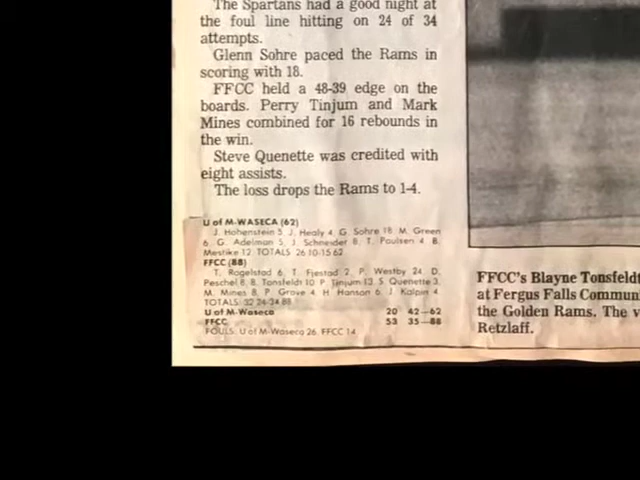 The Spartans had a good night at
the foul line hitting on 24 of 34
attempts.
Glenn Sohre paced the Rams in
scoring with 18.
FFCC held a 48-39 edge on the
boards. Perry Tinjum and Mark
Mines combined for 16 rebounds in
the win.
Steve Quenette was credited with
eight assists.
The loss drops the Rams to 1-4.
U of M-WASECA (62)
J. Hohenstein 5, J. Healy 4, G. Sohre 18, M. Green
6, G. Adelman 5, J. Schneider 8, T. Paulsen 4, B.
Mestike 12. TOTALS 26 10-15 62
FFCC (88)
T. Rogelstad 6, T. Fjestad 2, P. Westby 24, D.
Peschel 8, B. Tonsfeldt 10, P. Tinjum 13, S. Quenette 3,
M. Mines 8, P. Grove 4, H. Hanson 6, J. Kalpin 4.
TOTALS: 32 24-34 88
U of M-Waseca 20 42—62
FFCC 53 35—88
FOULS: U of M-Waseca 26, FFCC 14
FFCC's Blayne Tonsfeldt
at Fergus Falls Commun
the Golden Rams. The v
Retzlaff.